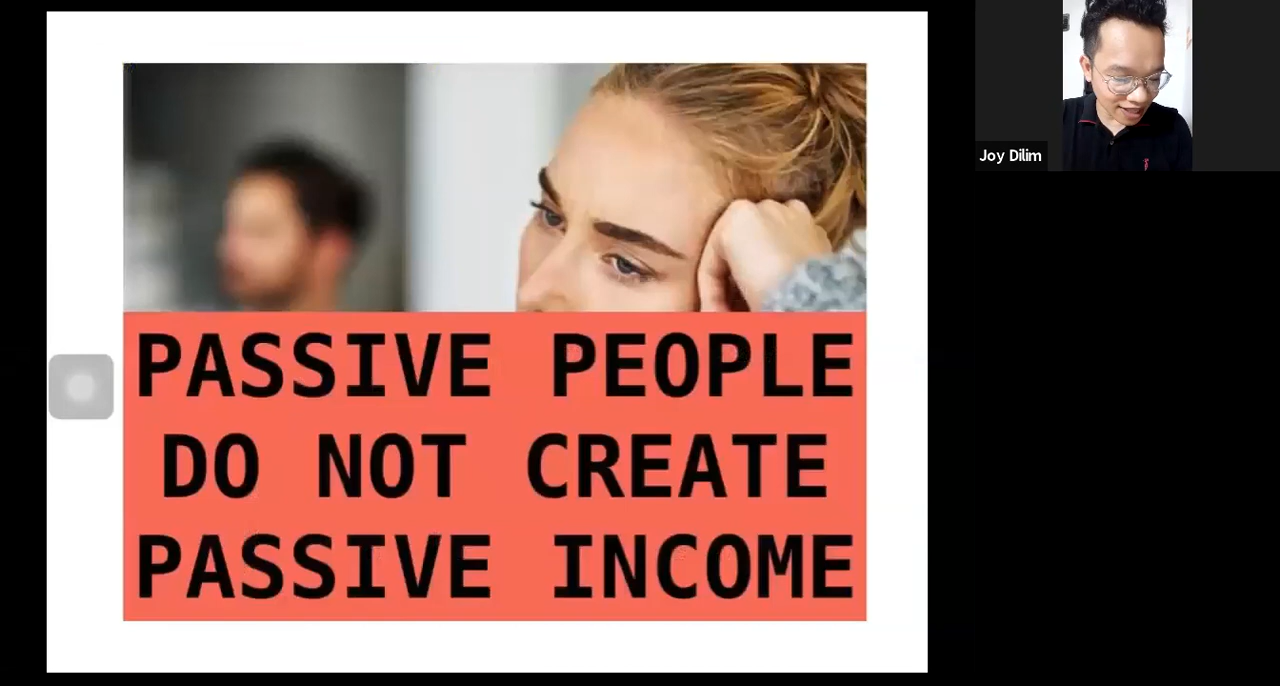 PASSIVE PEOPLE
DO NOT CREATE
PASSIVE INCOME
Joy Dilim